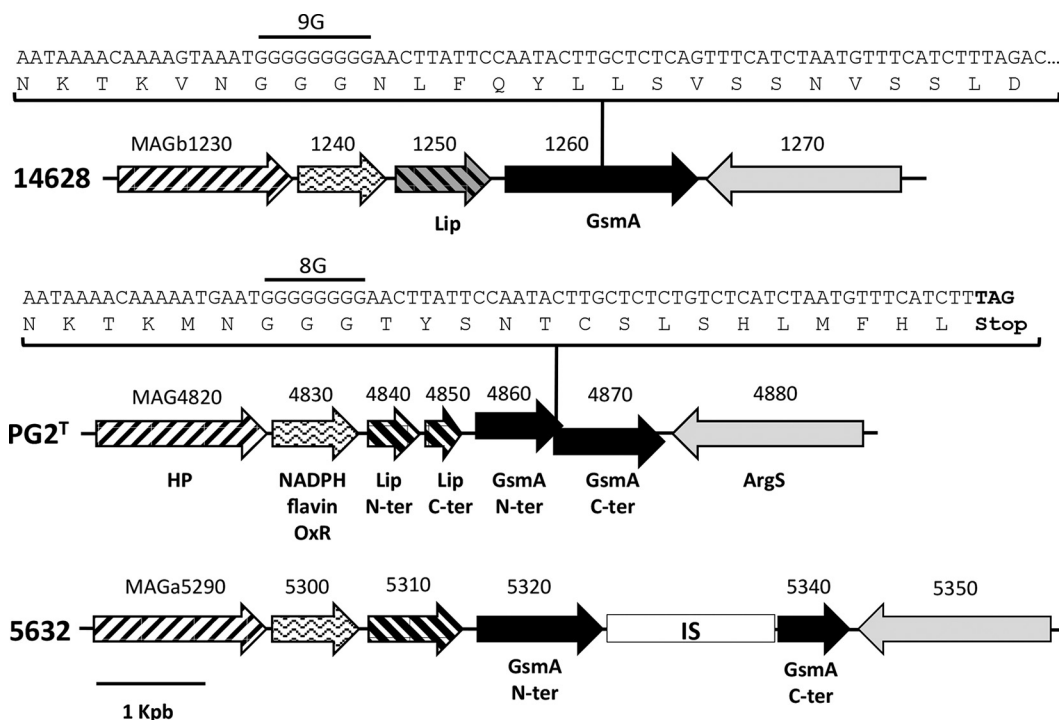 9G
AATAAAACAAAAGTAAATGGGGGGGGGAACTTATTCCAATACTTGCTCTCAGTTTCATCTAATGTTTCATCTTTAGAC...
N K T K V N G G G N L F Q Y L L S V S S N V S S L D
MAGb1230 1240 1250 1260 1270
14628
Lip GsmA
8G
AATAAAACAAAAATGAATGGGGGGGGAACTTATTCCAATACTTGCTCTCTGTCTCATCTAATGTTTCATCTTTAG
N K T K M N G G G T Y S N T C S L S H L M F H L Stop
MAG4820 4830 4840 4850 4860 4870 4880
PG2ᵀ
HP NADPH Lip Lip GsmA GsmA ArgS
flavin N-ter C-ter N-ter C-ter
OxR
MAGa5290 5300 5310 5320 5340 5350
5632 IS
GsmA GsmA
N-ter C-ter
1 Kpb